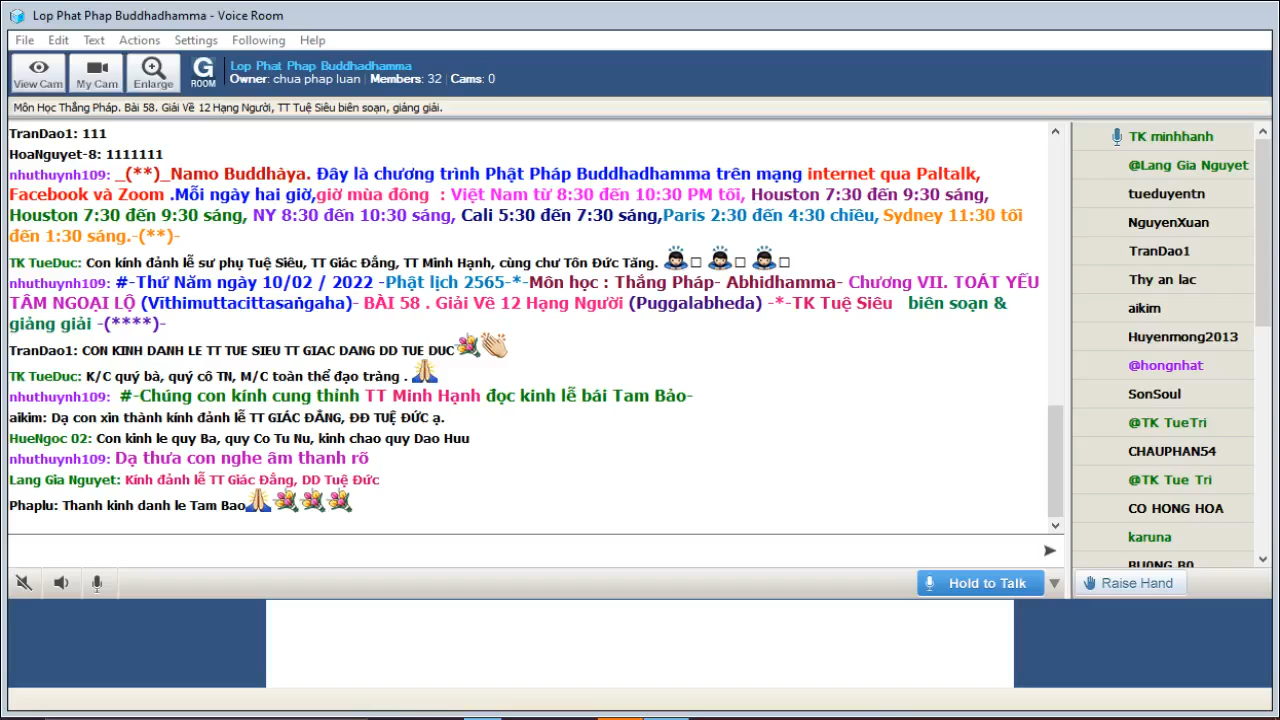 Lop Phat Phap Buddhadhamma - Voice Room
File Edit Text Actions Settings Following Help
View Cam My Cam Enlarge G ROOM
Lop Phat Phap Buddhadhamma
Owner: chua phap luan | Members: 32 | Cams: 0
Môn Học Thắng Pháp. Bài 58. Giải Về 12 Hạng Người, TT Tuệ Siêu biên soạn, giảng giải.
TranDao1: 111
HoaNguyet-8: 1111111
nhuthuynh109: _(**)_Namo Buddhàya. Đây là chương trình Phật Pháp Buddhadhamma trên mạng internet qua Paltalk,
Facebook và Zoom .Mỗi ngày hai giờ,giờ mùa đông : Việt Nam từ 8:30 đến 10:30 PM tối, Houston 7:30 đến 9:30 sáng,
Houston 7:30 đến 9:30 sáng, NY 8:30 đến 10:30 sáng, Cali 5:30 đến 7:30 sáng,Paris 2:30 đến 4:30 chiều, Sydney 11:30 tối
đến 1:30 sáng.-(**)-
TK TueDuc: Con kính đảnh lễ sư phụ Tuệ Siêu, TT Giác Đẳng, TT Minh Hạnh, cùng chư Tôn Đức Tăng.
nhuthuynh109: #-Thứ Năm ngày 10/02 / 2022 -Phật lịch 2565-*-Môn học : Thắng Pháp- Abhidhamma- Chương VII. TOÁT YẾU
TÂM NGOẠI LỘ (Vithimuttacittasaṅgaha)- BÀI 58 . Giải Về 12 Hạng Người (Puggalabheda) -*-TK Tuệ Siêu biên soạn &
giảng giải -(****)-
TranDao1: CON KINH DANH LE TT TUE SIEU TT GIAC DANG DD TUE DUC
TK TueDuc: K/C quý bà, quý cô TN, M/C toàn thể đạo tràng .
nhuthuynh109: #-Chúng con kính cung thỉnh TT Minh Hạnh đọc kinh lễ bái Tam Bảo-
aikim: Dạ con xin thành kính đảnh lễ TT GIÁC ĐẲNG, ĐĐ TUỆ ĐỨC ạ.
HueNgoc 02: Con kinh le quy Ba, quy Co Tu Nu, kinh chao quy Dao Huu
nhuthuynh109: Dạ thưa con nghe âm thanh rõ
Lang Gia Nguyet: Kính đảnh lễ TT Giác Đẳng, DD Tuệ Đức
Phaplu: Thanh kinh danh le Tam Bao
TK minhhanh
@Lang Gia Nguyet
tueduyentn
NguyenXuan
TranDao1
Thy an lac
aikim
Huyenmong2013
@hongnhat
SonSoul
@TK TueTri
CHAUPHAN54
@TK Tue Tri
CO HONG HOA
karuna
BUONG BO
Hold to Talk
Raise Hand